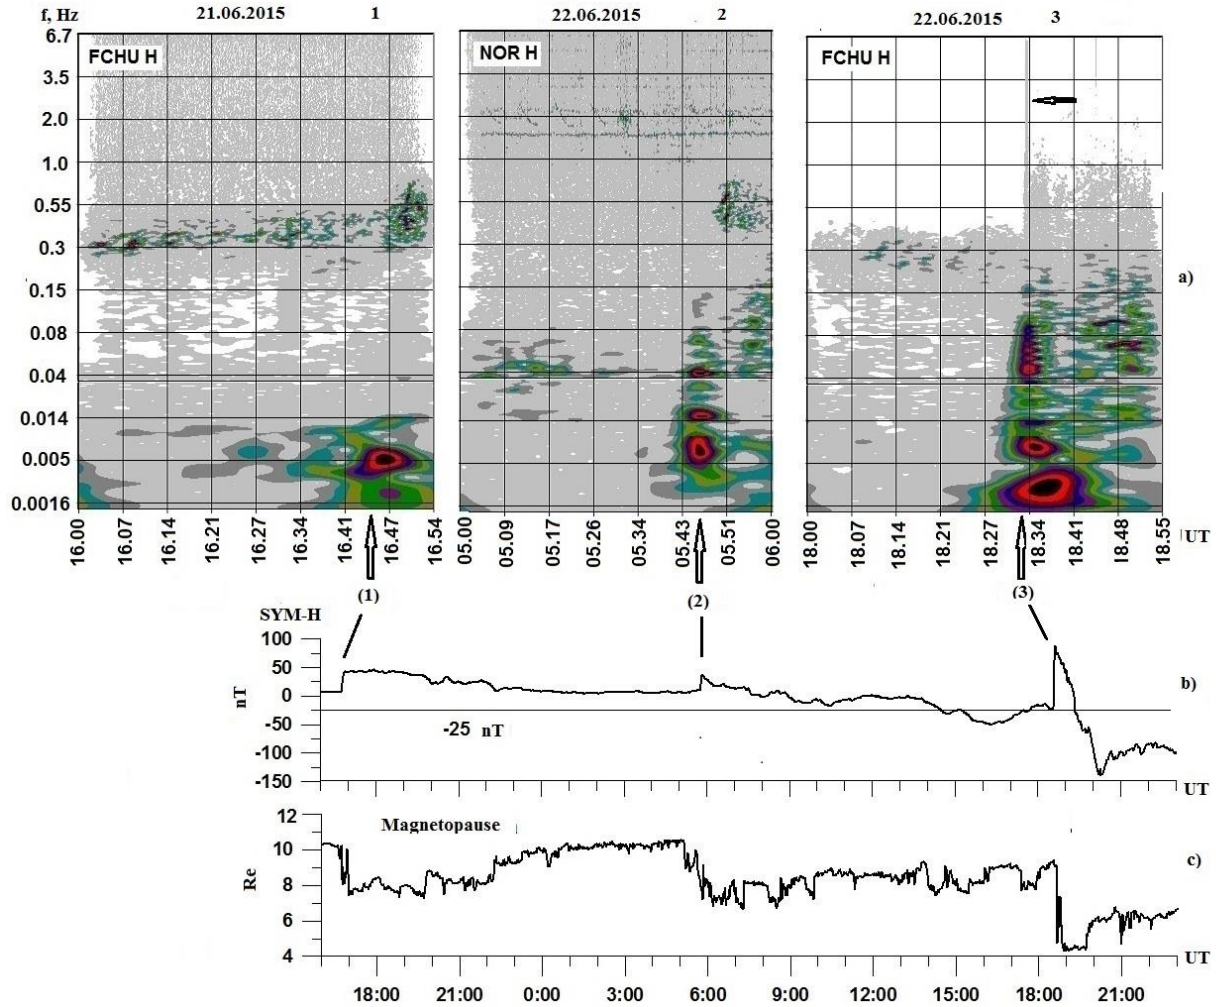 f, Hz 21.06.2015 1 22.06.2015 2 22.06.2015 3
FCHU H NOR H FCHU H
6.7
3.5
2.0
1.0
0.55
0.3
0.15
0.08
0.04
0.014
0.005
0.0016
a)
16.00 16.07 16.14 16.21 16.27 16.34 16.41 16.47 16.54 05.00 05.09 05.17 05.26 05.34 05.43 05.51 06.00 18.00 18.07 18.14 18.21 18.27 18.34 18.41 18.48 18.55 UT
(1) (2) (3)
SYM-H
nT
100
50
0
-50
-100
-150
-25 nT
b)
UT
Magnetopause
Re
12
10
8
6
4
c)
UT
18:00 21:00 0:00 3:00 6:00 9:00 12:00 15:00 18:00 21:00